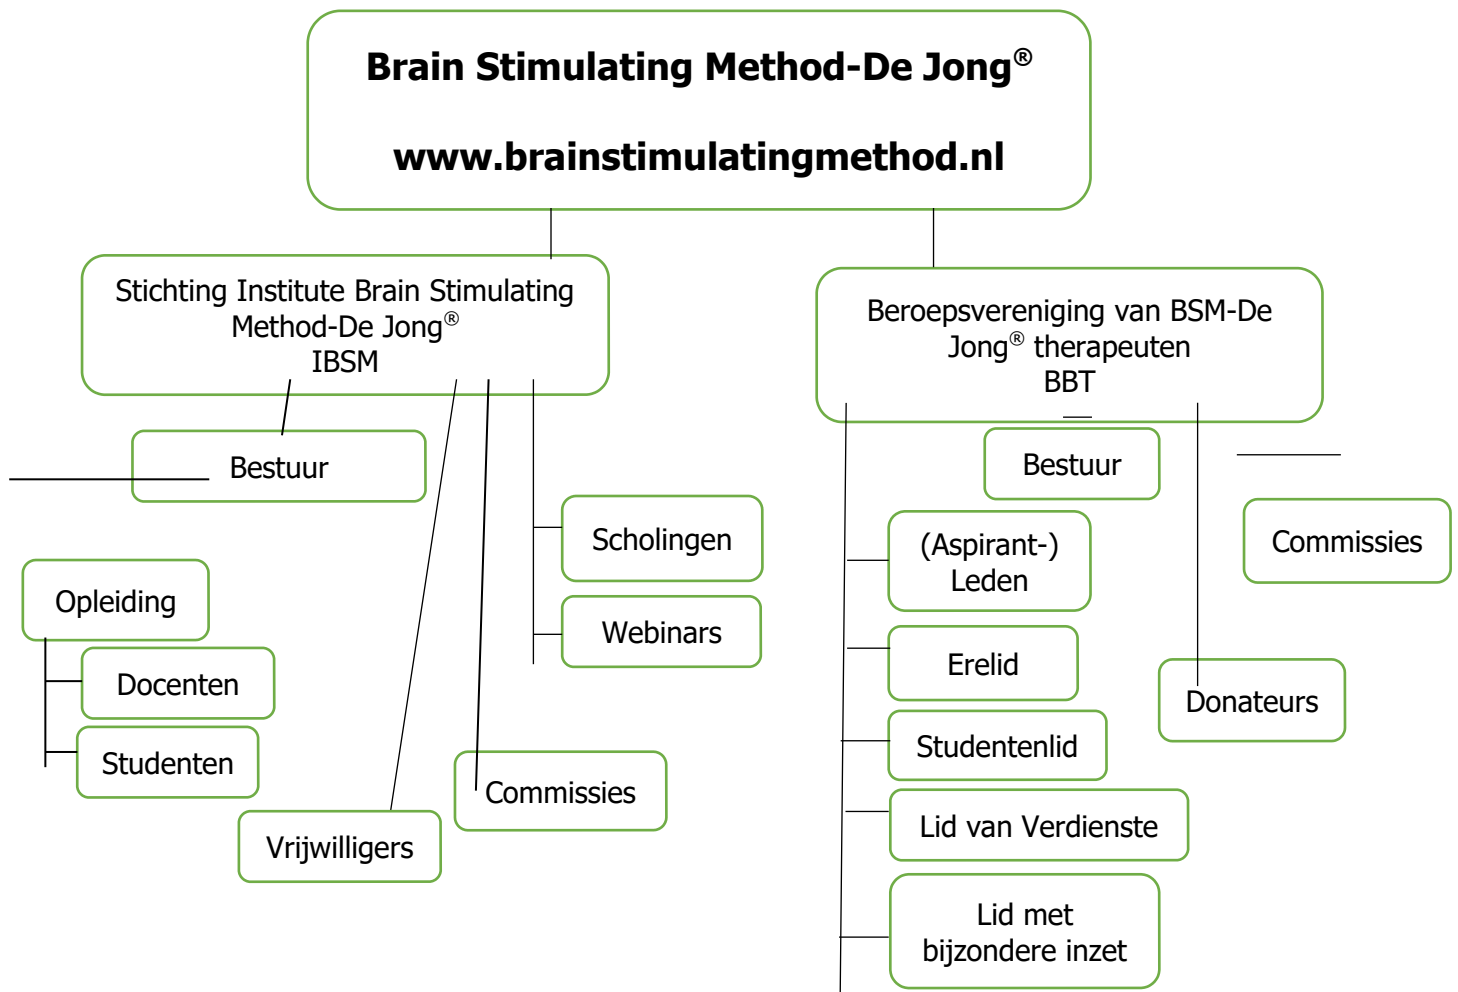 Brain Stimulating Method-De Jong®
www.brainstimulatingmethod.nl
Stichting Institute Brain Stimulating
Method-De Jong®
IBSM
Beroepsvereniging van BSM-De
Jong® therapeuten
BBT
Bestuur
Bestuur
Scholingen
(Aspirant-)
Leden
Commissies
Opleiding
Webinars
Docenten
Erelid
Studenten
Donateurs
Studentenlid
Commissies
Vrijwilligers
Lid van Verdienste
Lid met
bijzondere inzet